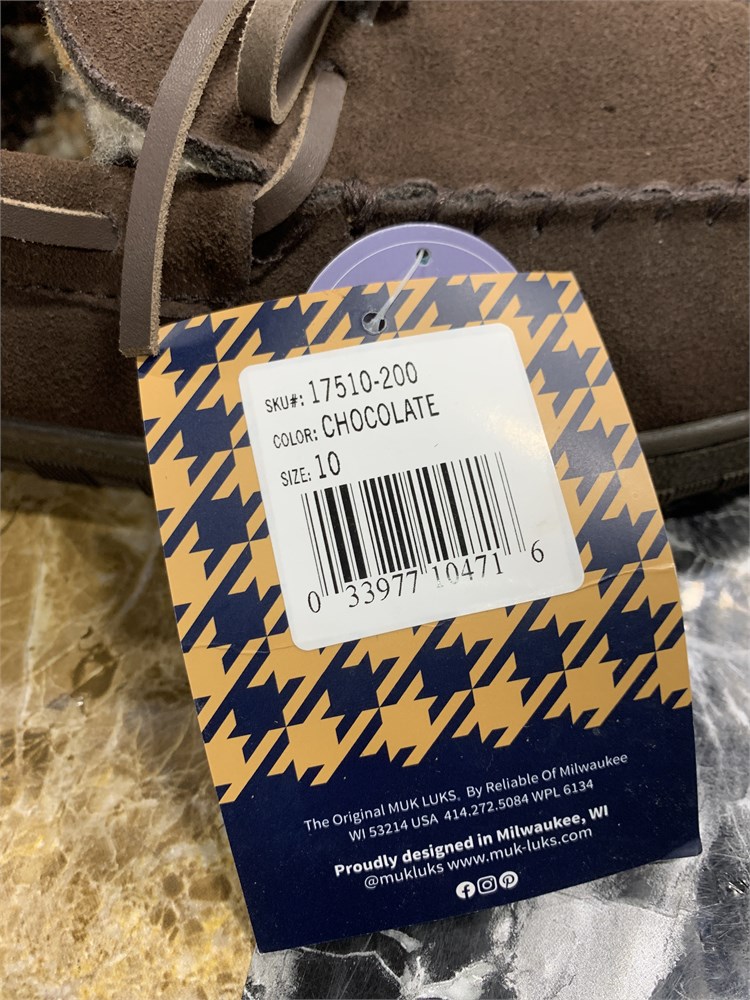 SKU#: 17510-200
COLOR: CHOCOLATE
SIZE: 10
0 33977 10471 6
The Original MUK LUKS® By Reliable Of Milwaukee
WI 53214 USA 414.272.5084 WPL 6134
Proudly designed in Milwaukee, WI
@mukluks www.muk-luks.com